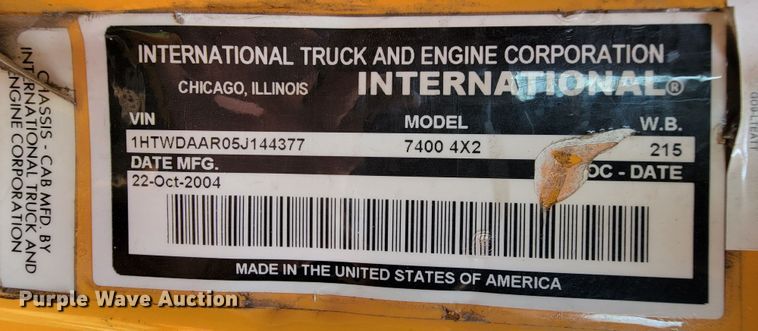 CHASSIS - CAB MFD. BY
INTERNATIONAL TRUCK AND
ENGINE CORPORATION
INTERNATIONAL TRUCK AND ENGINE CORPORATION
CHICAGO, ILLINOIS INTERNATIONAL®
VIN MODEL W.B.
1HTWDAAR05J144377 7400 4X2 215
DATE MFG. OC - DATE
22-Oct-2004
MADE IN THE UNITED STATES OF AMERICA
Purple Wave Auction